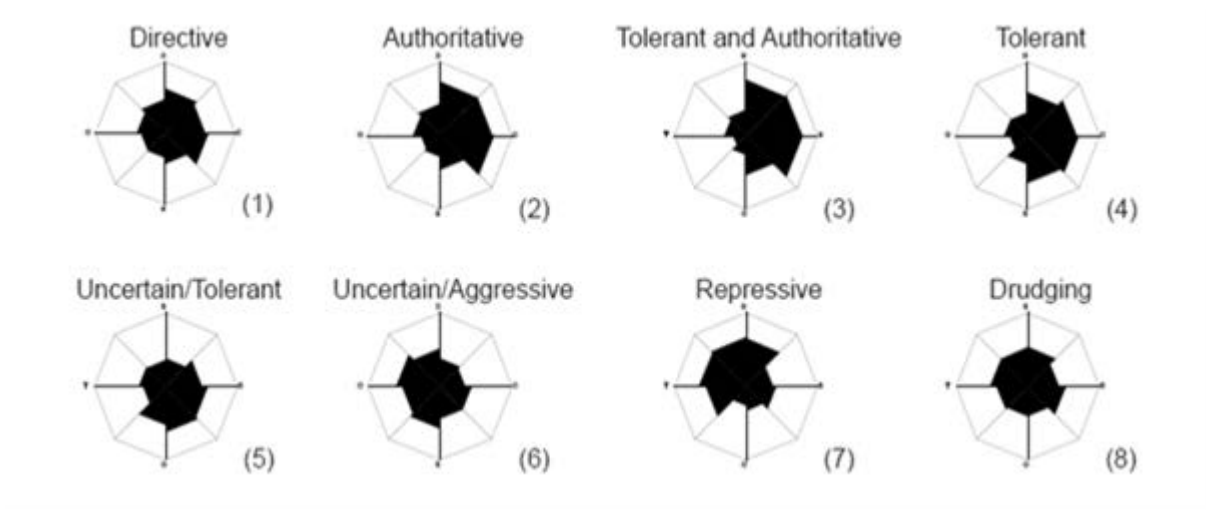 Directive
Authoritative
Tolerant and Authoritative
Tolerant
(1)
(2)
(3)
(4)
Uncertain/Tolerant
Uncertain/Aggressive
Repressive
Drudging
(5)
(6)
(7)
(8)